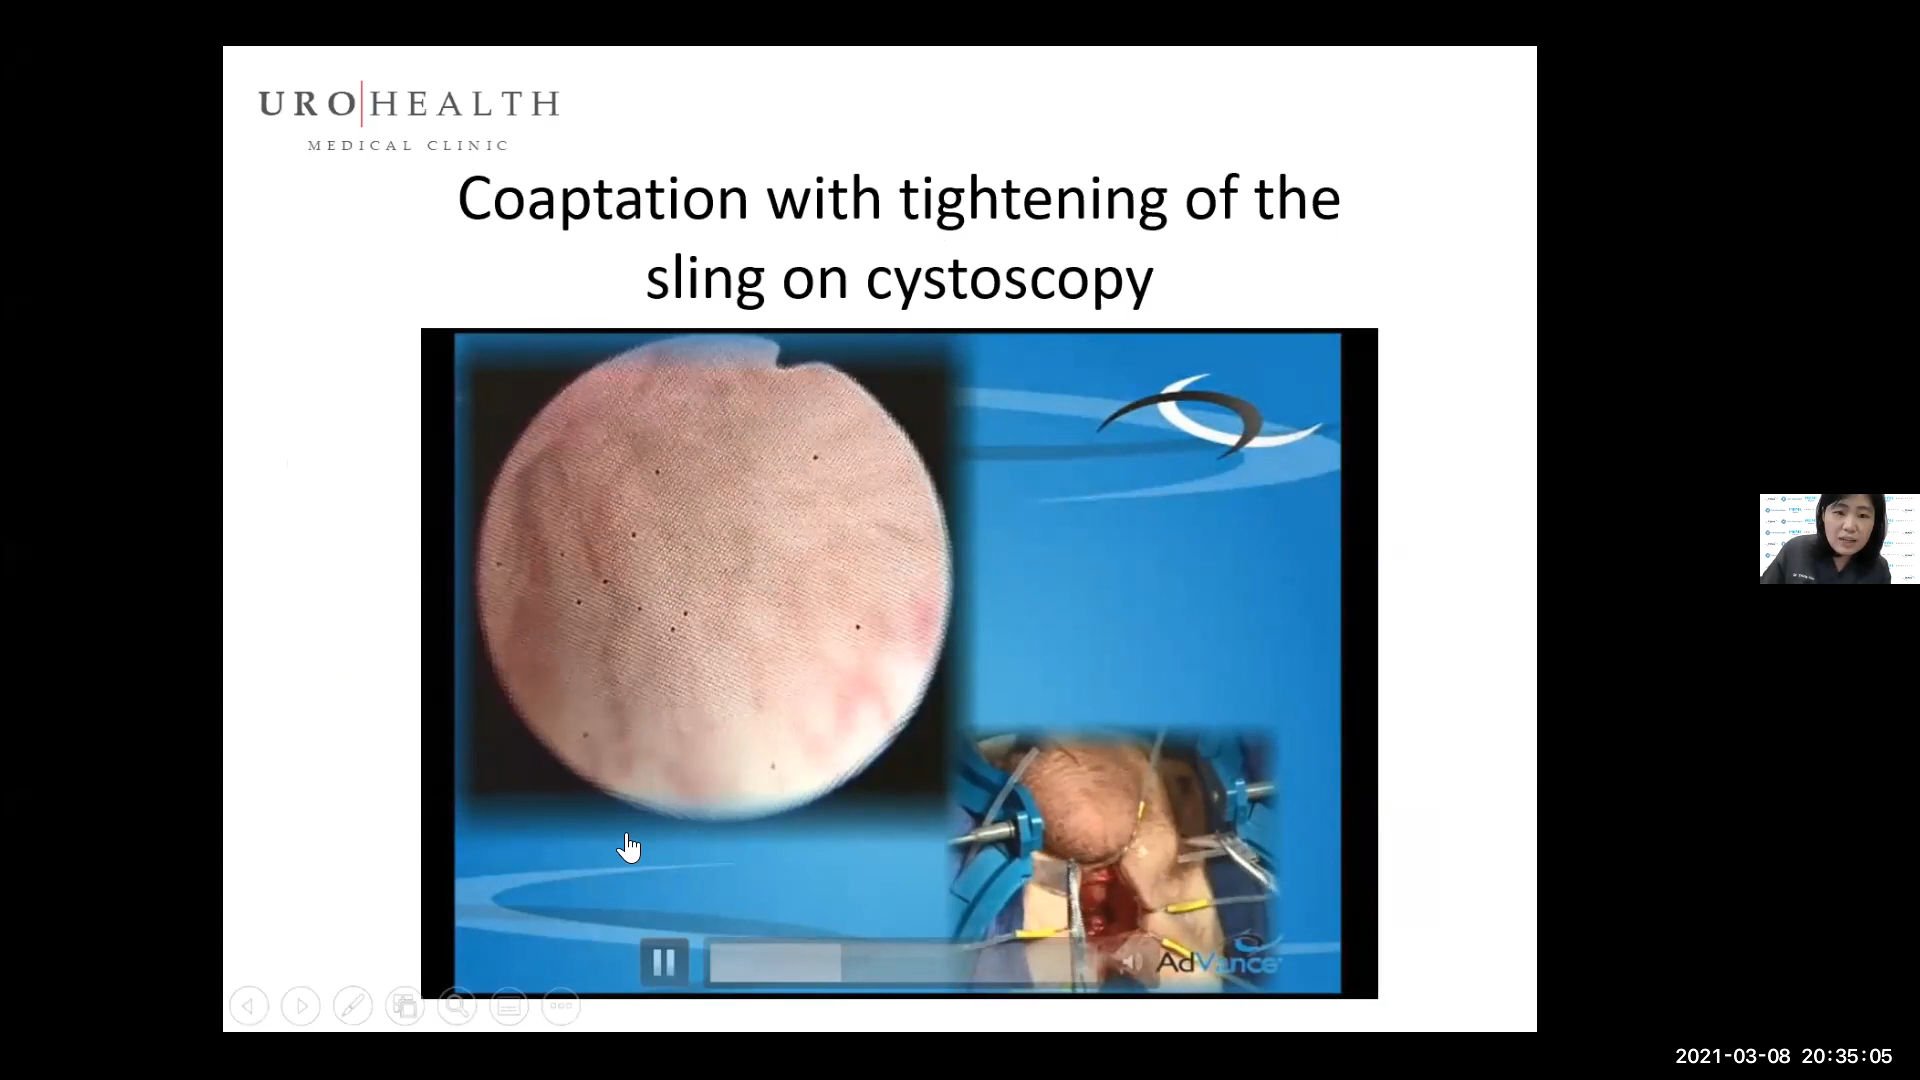 URO|HEALTH
MEDICAL CLINIC
Coaptation with tightening of the
sling on cystoscopy
AdVance
2021-03-08 20:35:05